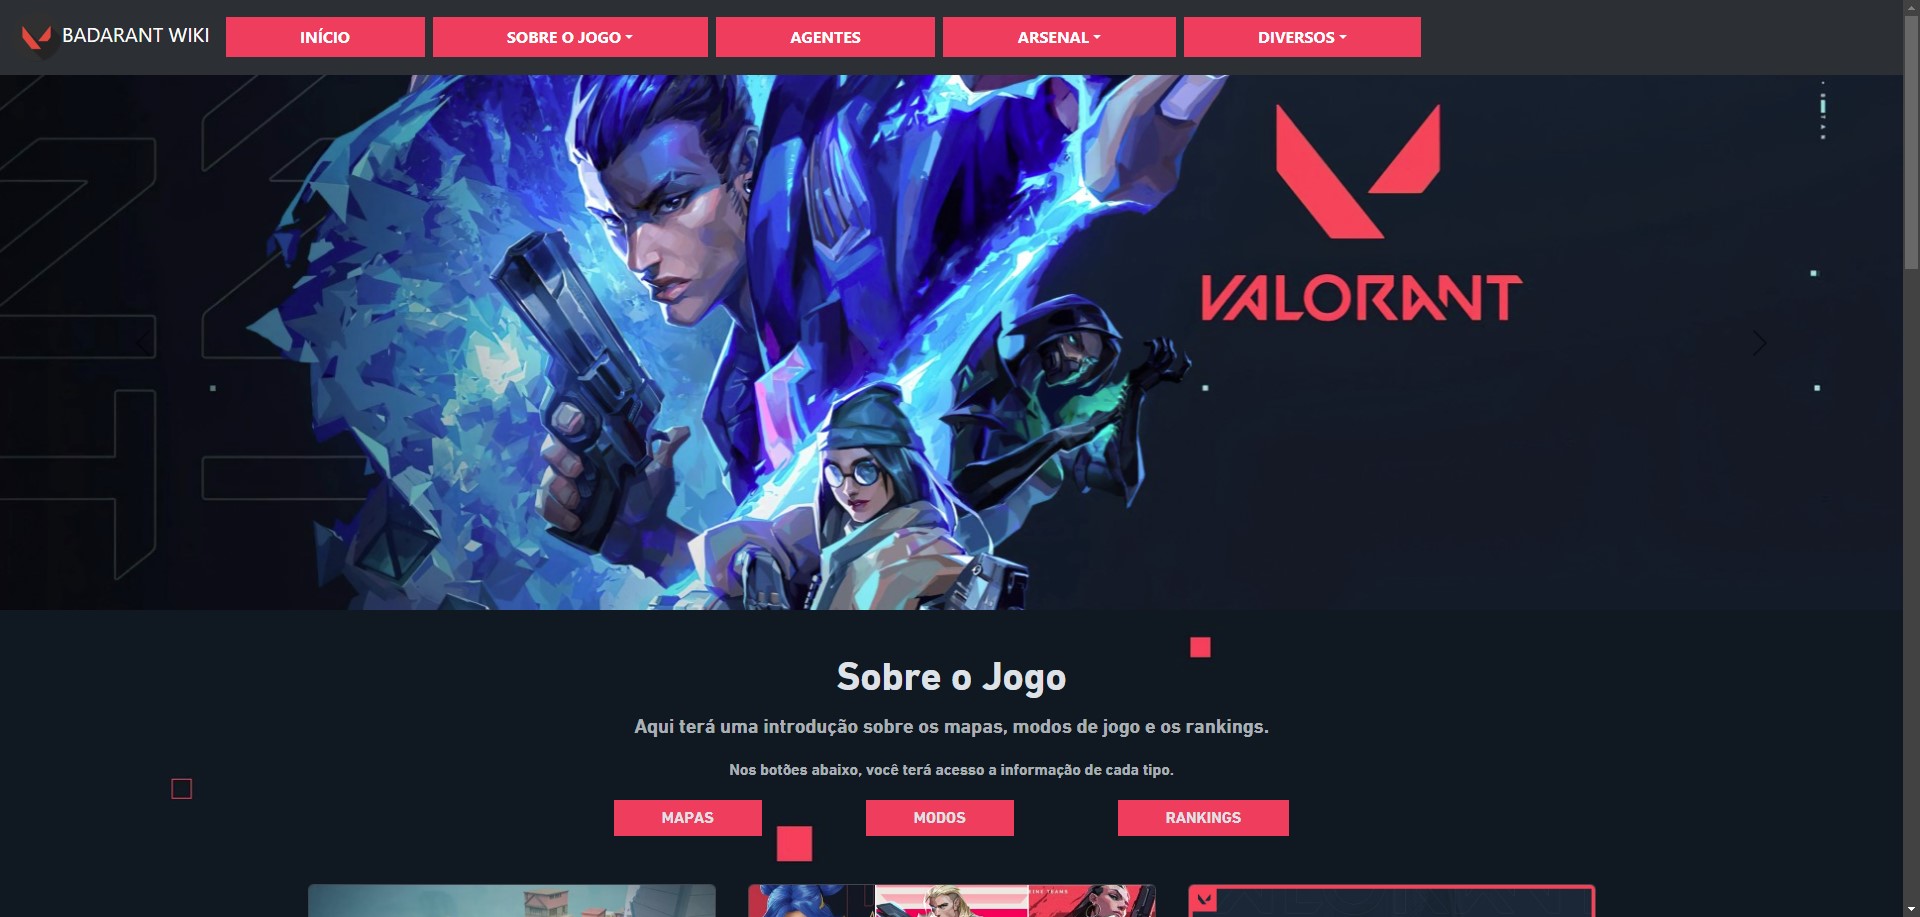 BADARANT WIKI
INÍCIO
SOBRE O JOGO
AGENTES
ARSENAL
DIVERSOS
VALORANT
Sobre o Jogo
Aqui terá uma introdução sobre os mapas, modos de jogo e os rankings.
Nos botões abaixo, você terá acesso a informação de cada tipo.
MAPAS
MODOS
RANKINGS